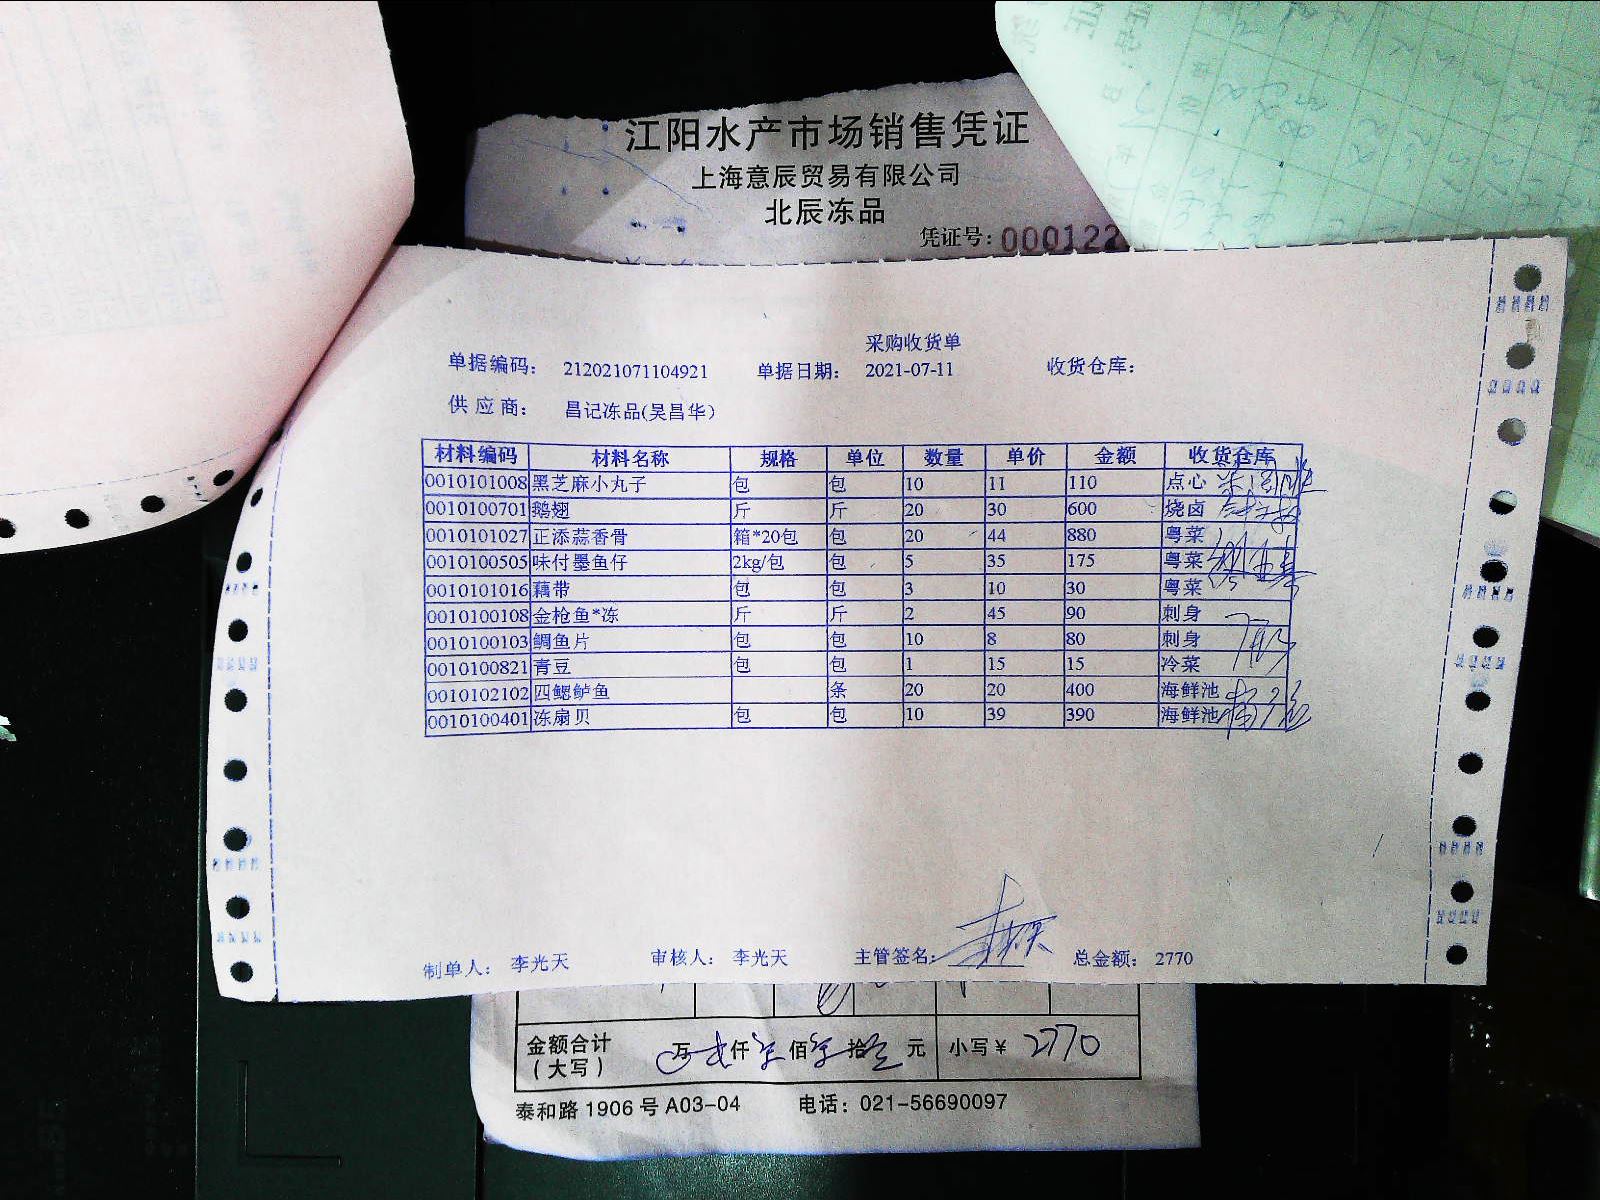 江阳水产市场销售凭证
上海意辰贸易有限公司
北辰冻品
凭证号:000122
采购收货单
单据编码: 212021071104921 单据日期: 2021-07-11 收货仓库:
供应商: 昌记冻品(吴昌华)
材料编码 材料名称 规格 单位 数量 单价 金额 收货仓库
0010101008 黑芝麻小丸子 包 包 10 11 110 点心
0010100701 鹅翅 斤 斤 20 30 600 烧卤
0010101027 正添蒜香骨 箱*20包 包 20 44 880 粤菜
0010100505 味付墨鱼仔 2kg/包 包 5 35 175 粤菜
0010101016 藕带 包 包 3 10 30 粤菜
0010100108 金枪鱼*冻 斤 斤 2 45 90 刺身
0010100103 鲷鱼片 包 包 10 8 80 刺身
0010100821 青豆 包 包 1 15 15 冷菜
0010102102 四鳃鲈鱼 条 20 20 400 海鲜池
0010100401 冻扇贝 包 包 10 39 390 海鲜池
制单人: 李光天 审核人: 李光天 主管签名: 总金额: 2770
金额合计 万 仟 佰 拾 元 小写¥ 2770
(大写)
泰和路1906号A03-04 电话: 021-56690097